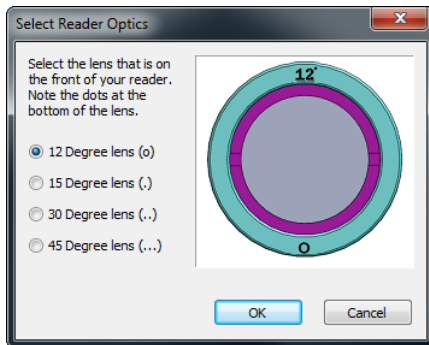 Select Reader Optics
Select the lens that is on
the front of your reader.
Note the dots at the
bottom of the lens.
12 Degree lens (o)
15 Degree lens (.)
30 Degree lens (..)
45 Degree lens (...)
12°
O
OK
Cancel